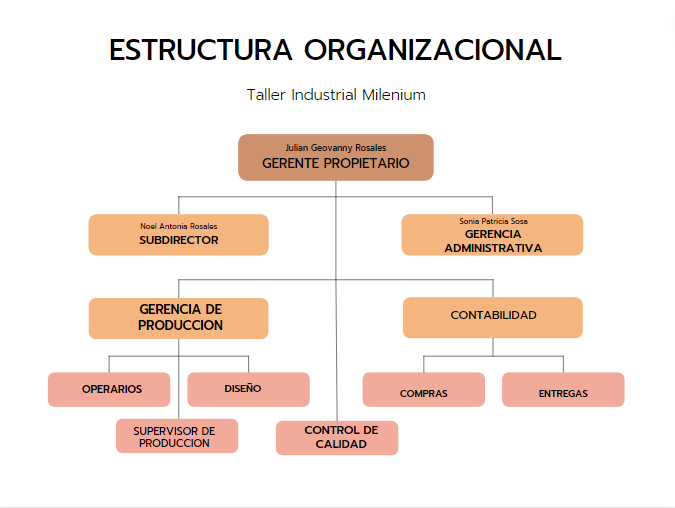 ESTRUCTURA ORGANIZACIONAL
Taller Industrial Milenium
Julian Geovanny Rosales
GERENTE PROPIETARIO
Noel Antonia Rosales
SUBDIRECTOR
Sonia Patricia Sosa
GERENCIA
ADMINISTRATIVA
GERENCIA DE
PRODUCCION
CONTABILIDAD
OPERARIOS
DISEÑO
COMPRAS
ENTREGAS
SUPERVISOR DE
PRODUCCION
CONTROL DE
CALIDAD